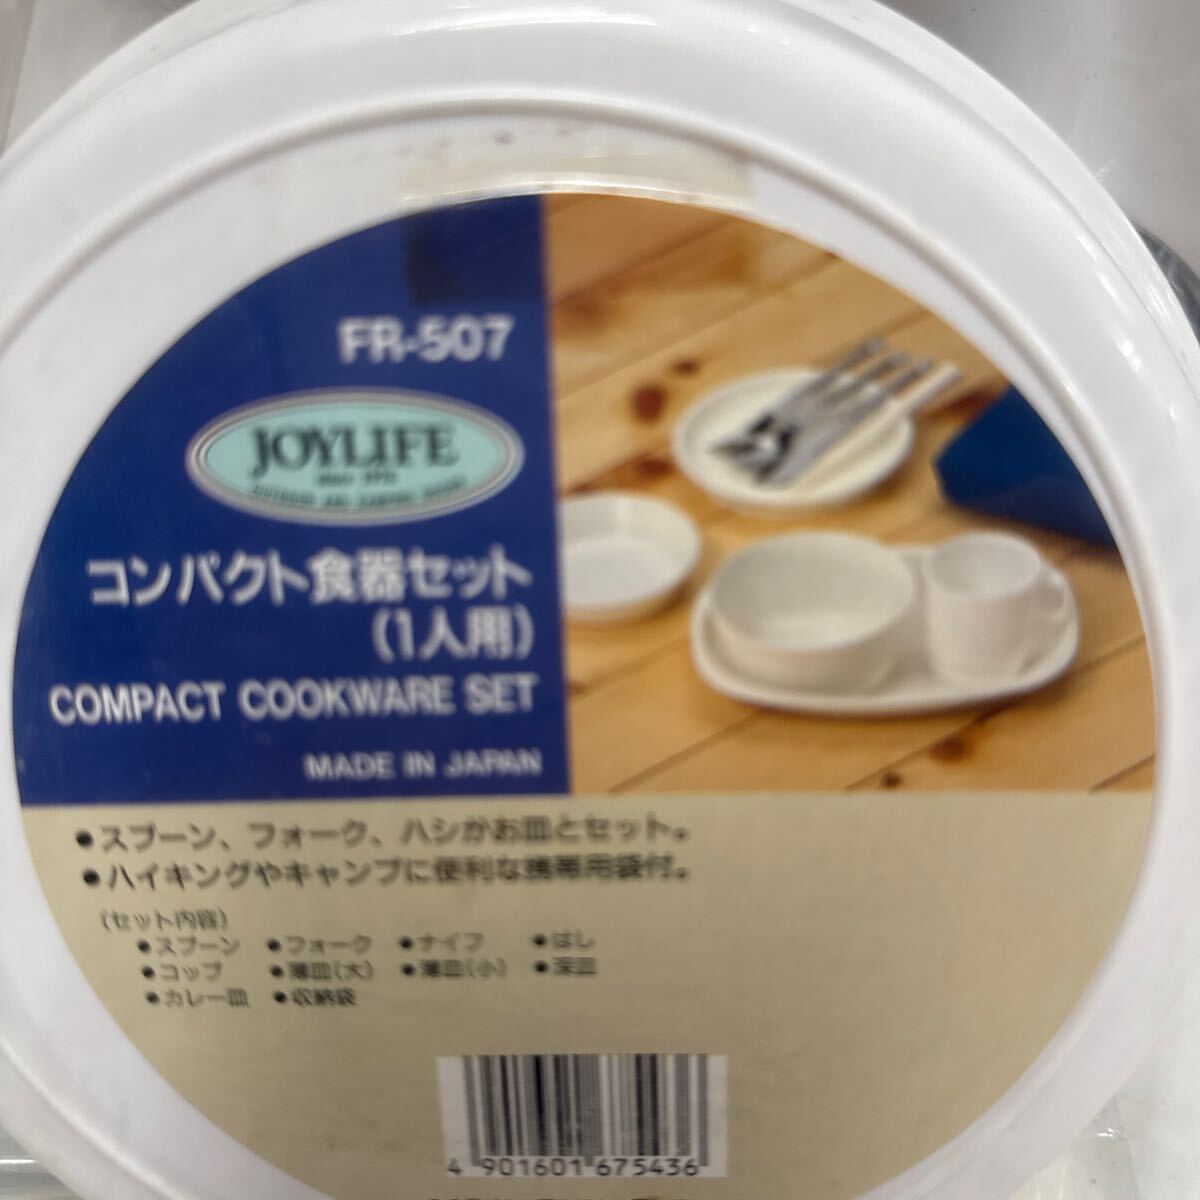 FR-507
JOYLIFE
OUTDOOR AND CAMPING GOODS
コンパクト食器セット
(1人用)
COMPACT COOKWARE SET
MADE IN JAPAN
●スプーン、フォーク、ハシがお皿とセット。
●ハイキングやキャンプに便利な携帯用袋付。
(セット内容)
●スプーン ●フォーク ●ナイフ ●はし
●コップ ●薄皿(大) ●薄皿(小) ●深皿
●カレー皿 ●収納袋
4 901601 675436